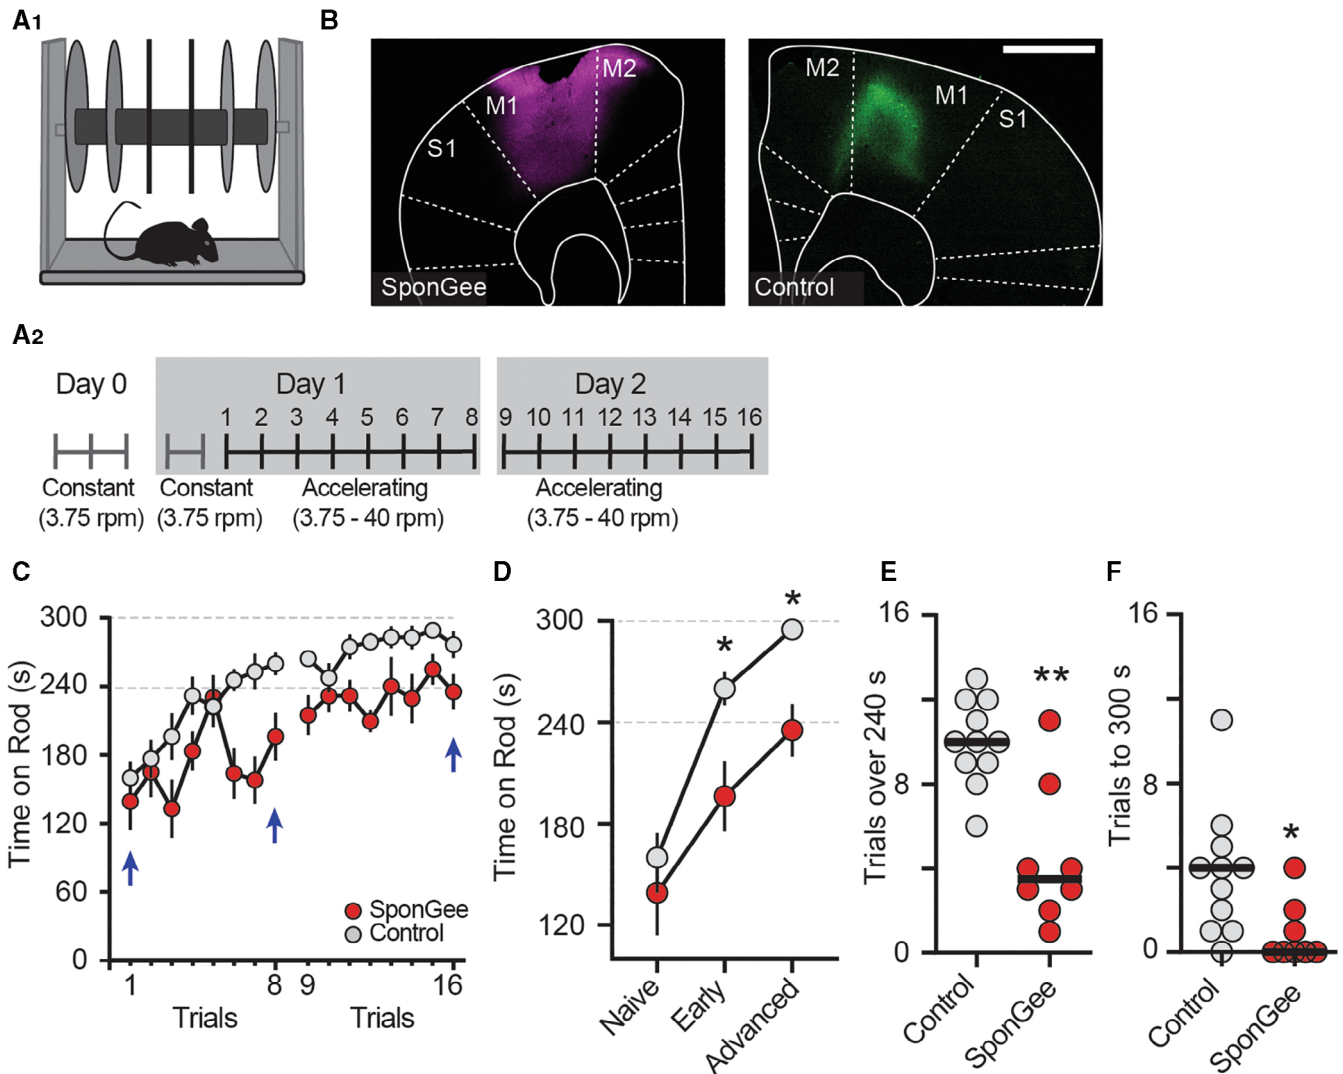 A1
B
M1
M2
S1
SponGee
M2
M1
S1
Control
A2
Day 0
Day 1
Day 2
1 2 3 4 5 6 7 8
9 10 11 12 13 14 15 16
Constant
(3.75 rpm)
Constant
(3.75 rpm)
Accelerating
(3.75 - 40 rpm)
Accelerating
(3.75 - 40 rpm)
C
Time on Rod (s)
300
240
180
120
60
0
SponGee
Control
1 8 9 16
Trials Trials
D
Time on Rod (s)
300
240
180
120
*
*
Naive
Early
Advanced
E
Trials over 240 s
16
8
0
**
Control
SponGee
F
Trials to 300 s
16
8
0
*
Control
SponGee